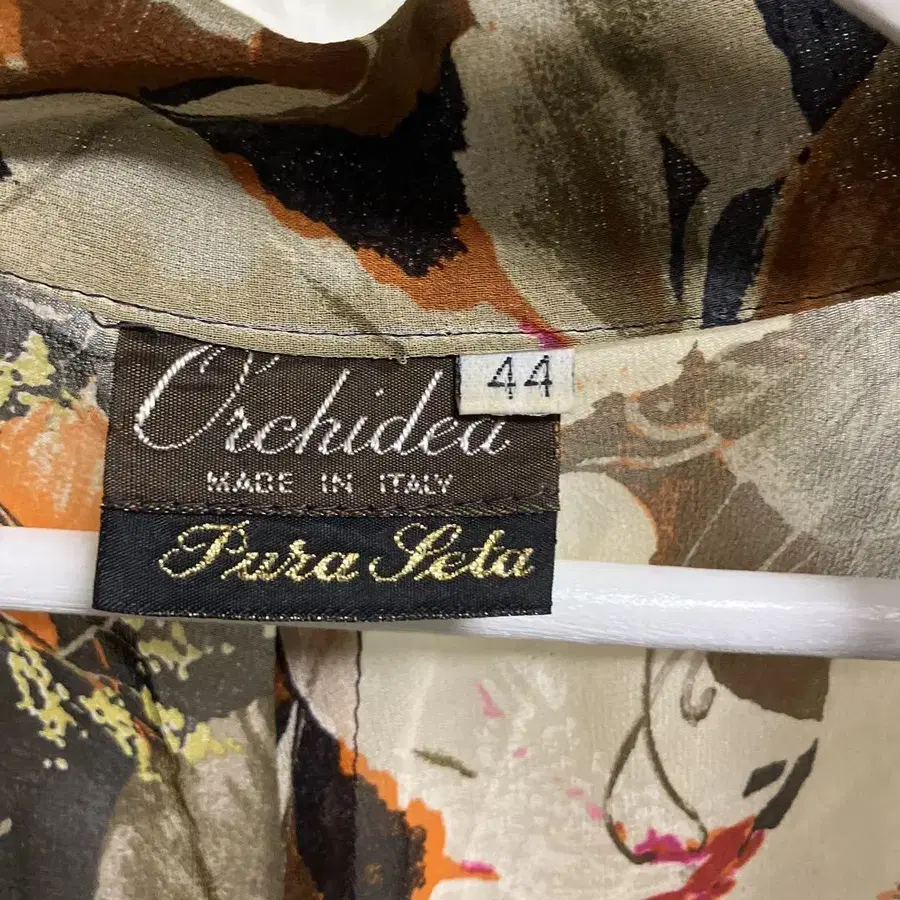 Orchidea
44
MADE IN ITALY
Pura Seta